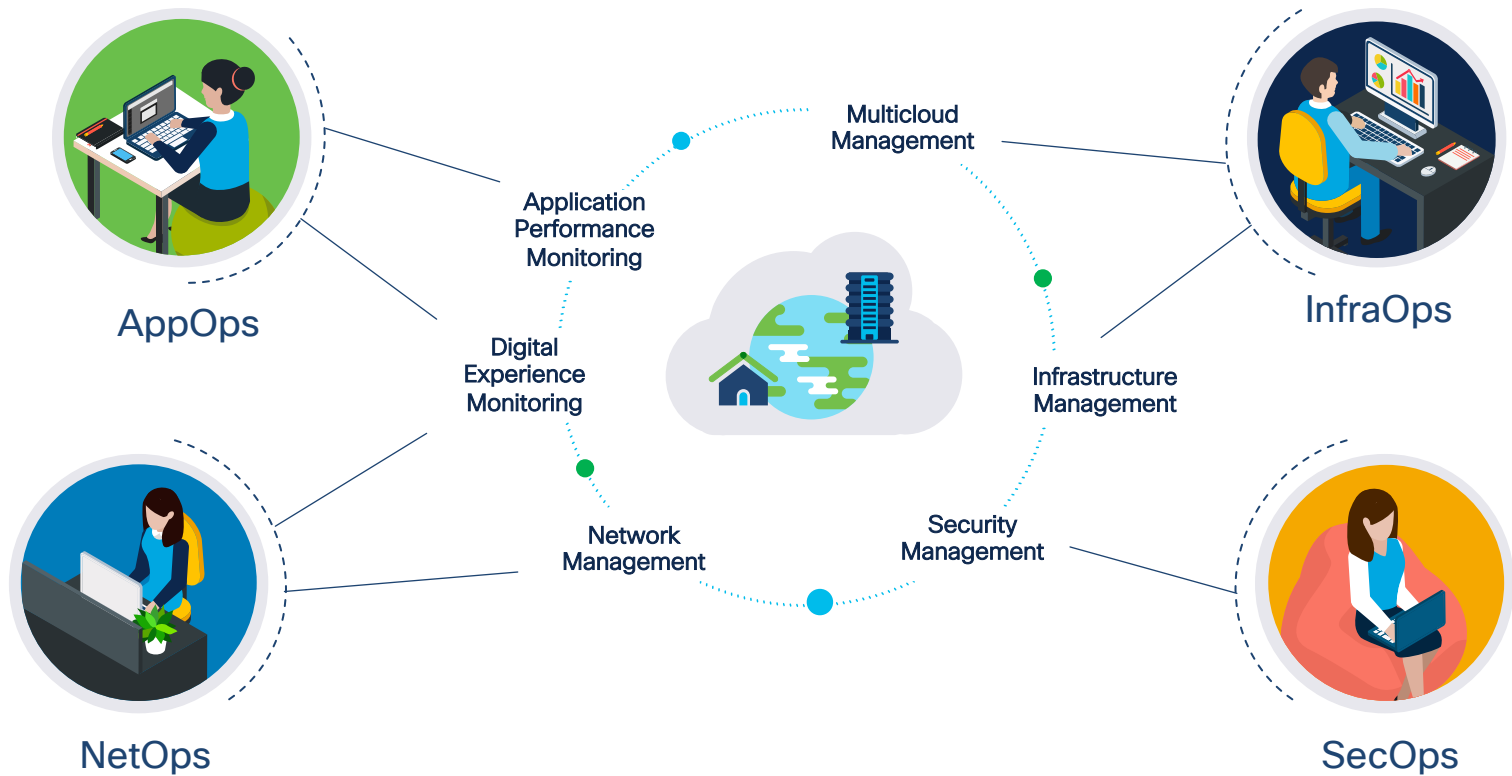 Multicloud
Management
Application
Performance
Monitoring
AppOps
InfraOps
Digital
Experience
Monitoring
Infrastructure
Management
Network
Management
Security
Management
NetOps
SecOps